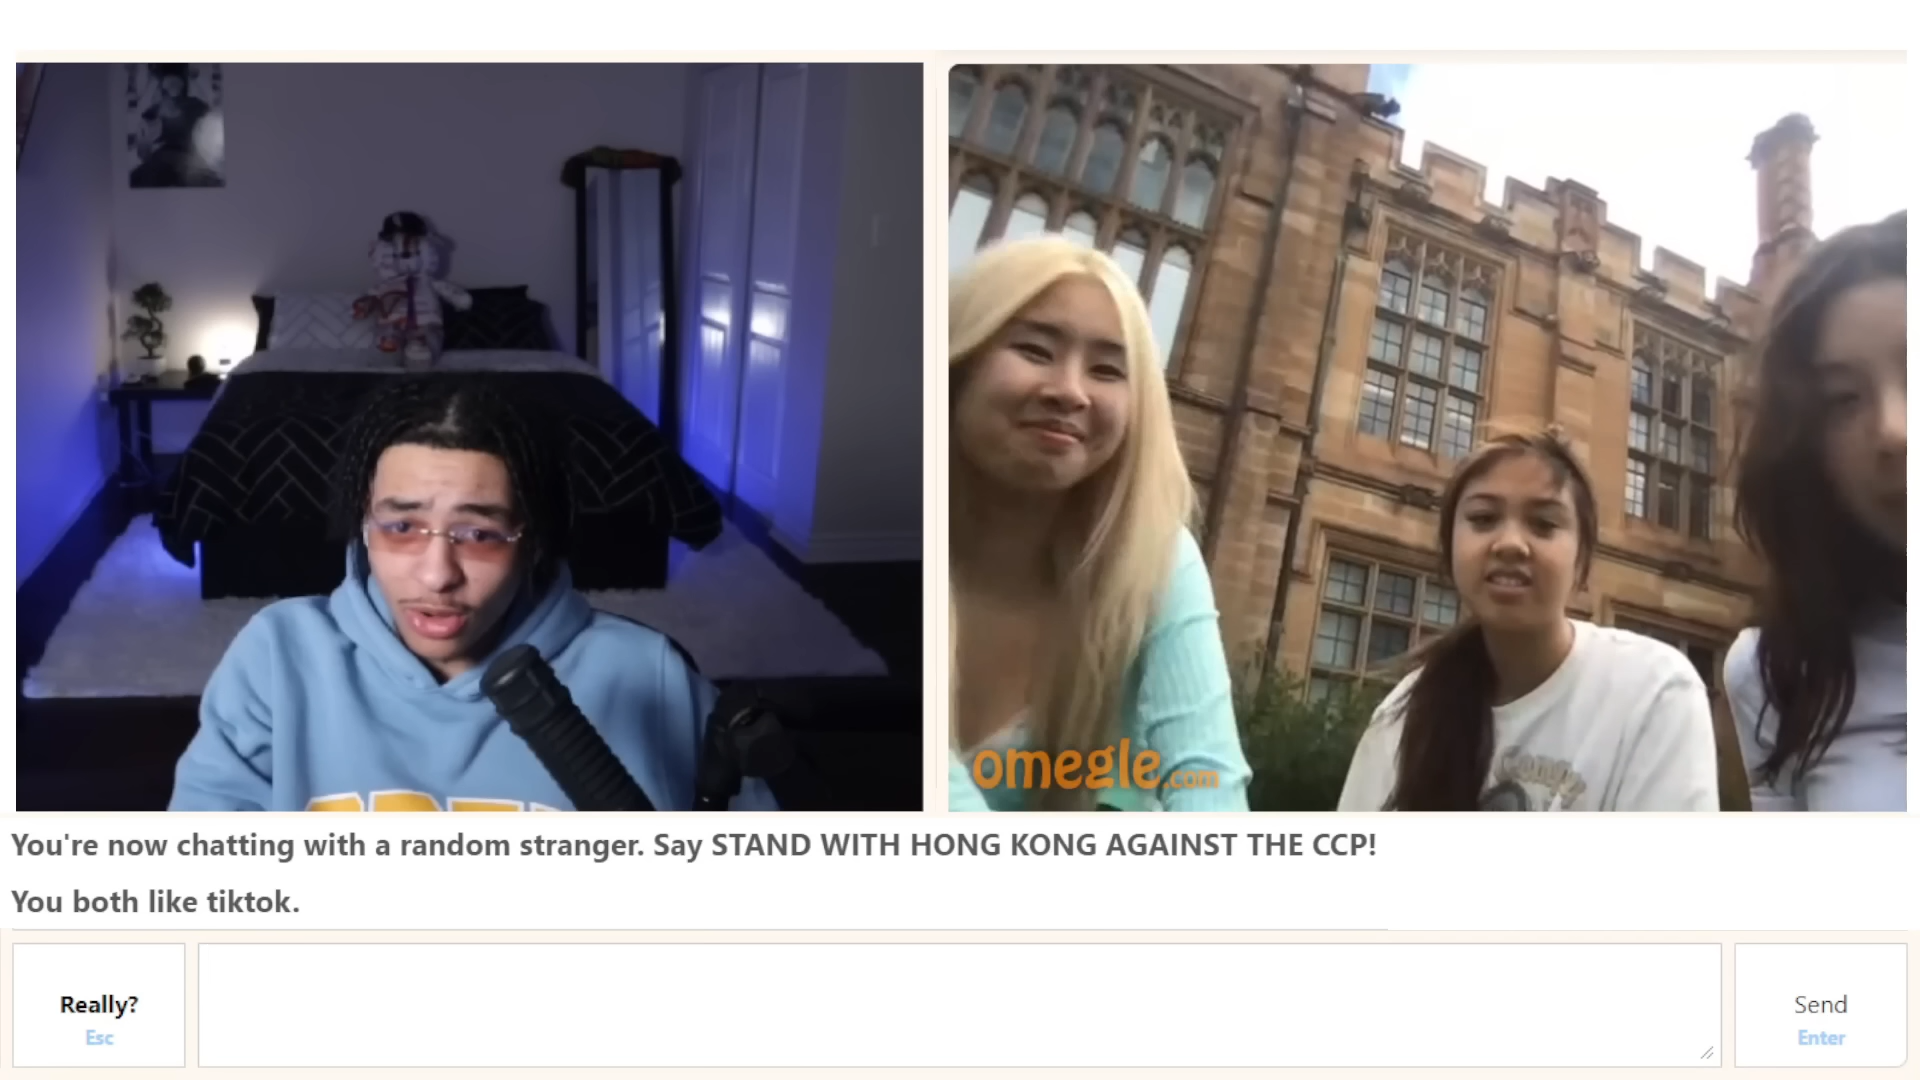 omegle.com
You're now chatting with a random stranger. Say STAND WITH HONG KONG AGAINST THE CCP!
You both like tiktok.
Really?
Esc
Send
Enter